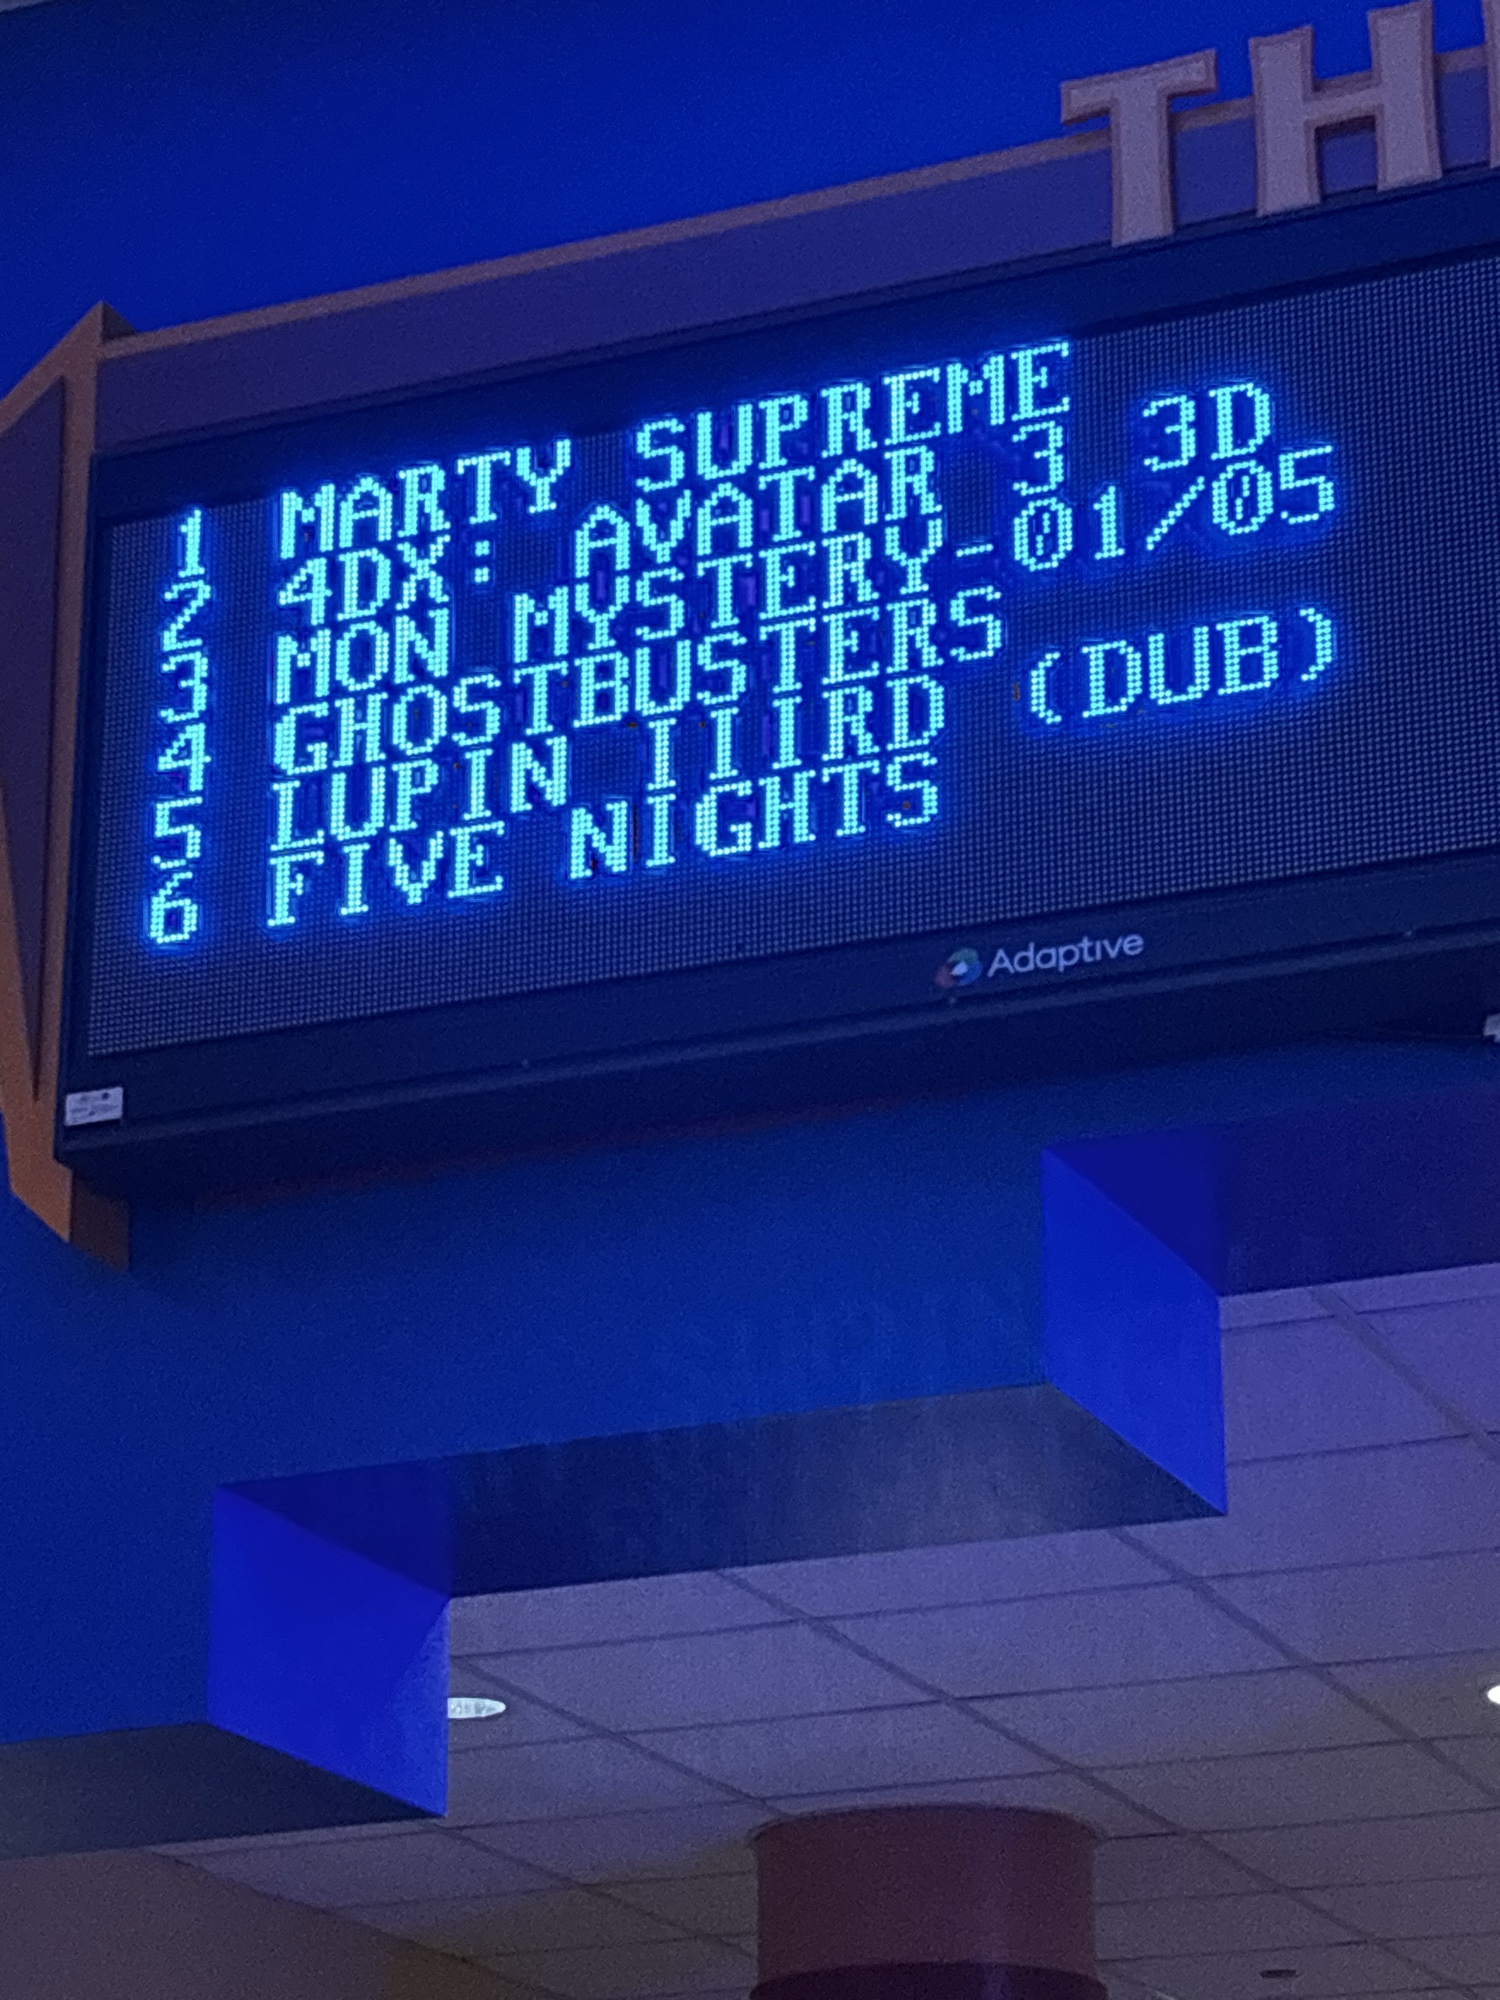 TH
1 MARTY SUPREME
2 4DX: AVATAR 3 3D
3 MON MYSTERY-01/05
4 GHOSTBUSTERS
5 LUPIN IIIRD (DUB)
6 FIVE NIGHTS
Adaptive